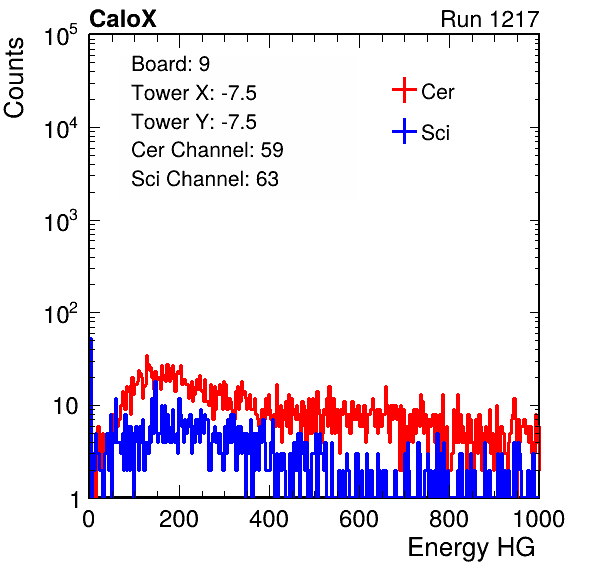 CaloX Run 1217
Counts
10^5
10^4
10^3
10^2
10
1
Board: 9
Tower X: -7.5
Tower Y: -7.5
Cer Channel: 59
Sci Channel: 63
Cer
Sci
0 200 400 600 800 1000
Energy HG